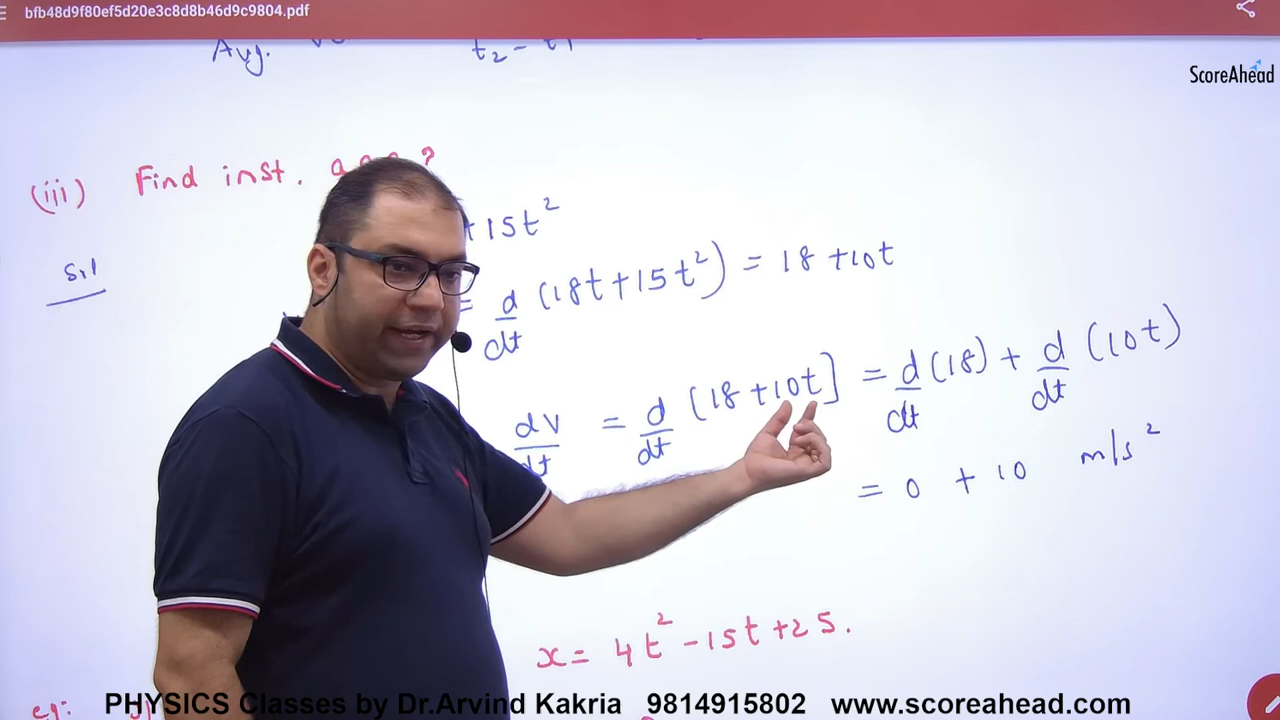 bfb48d9f80ef5d20e3c8d8b46d9c9804.pdf
ScoreAhead
Avg. t₂ - t₁
(iii) Find inst.
Sol
+ 15t²
= d/dt (18t + 15t²) = 18 + 10t
dv/dt = d/dt [18 + 10t] = d/dt (18) + d/dt (10t)
= 0 + 10 m/s²
x = 4t² - 15t + 25.
eg:
PHYSICS Classes by Dr.Arvind Kakria 9814915802 www.scoreahead.com